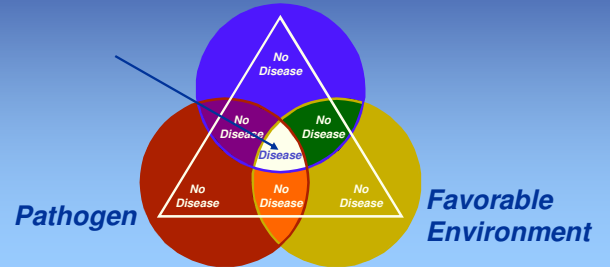 No
Disease
No
Disease
No
Disease
Disease
No
Disease
No
Disease
No
Disease
Pathogen
Favorable
Environment